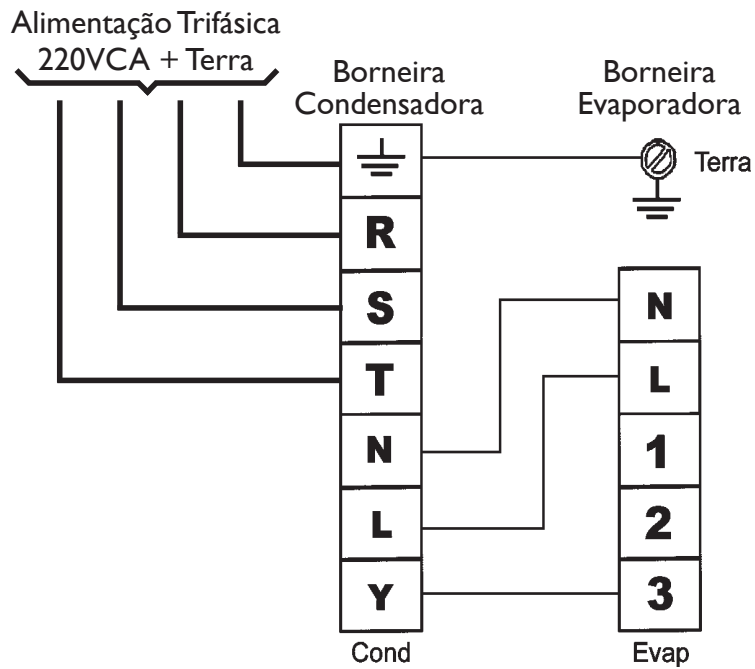 Alimentação Trifásica
220VCA + Terra
Borneira
Condensadora
Borneira
Evaporadora
Terra
R
S
T
N
L
Y
Cond
N
L
1
2
3
Evap